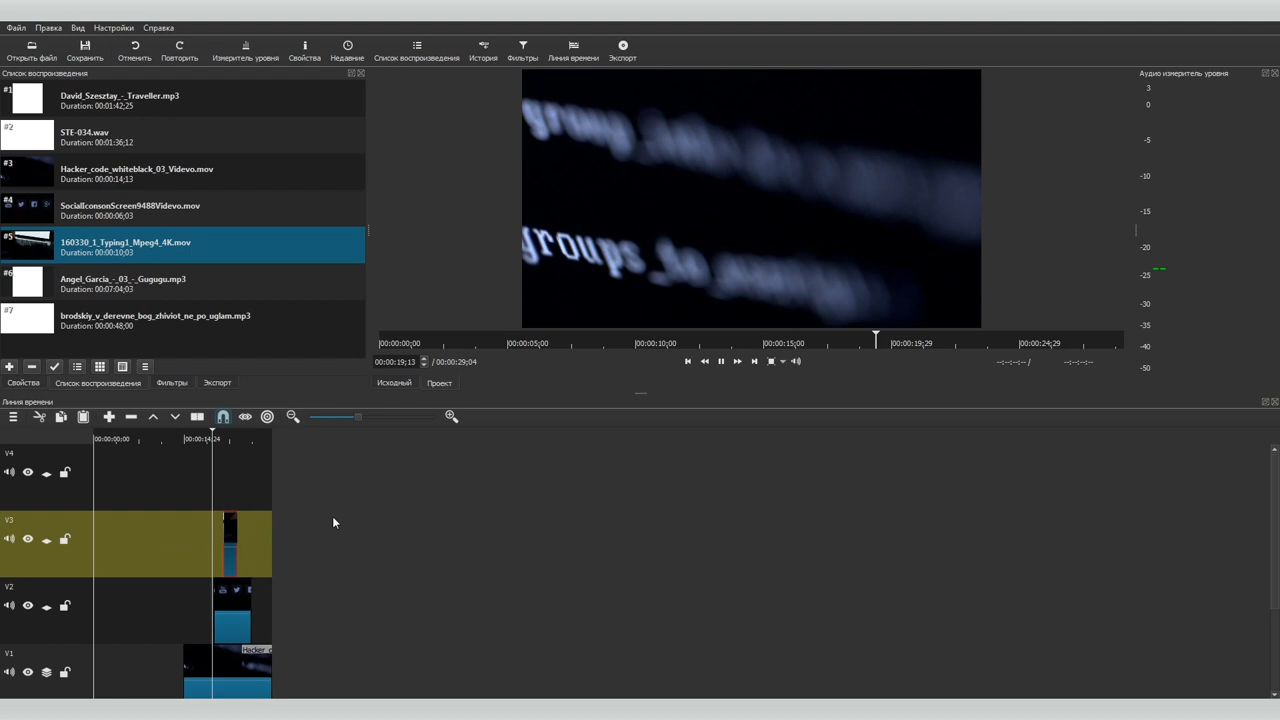 Файл Правка Вид Настройки Справка
Открыть файл Сохранить Отменить Повторить Измеритель уровня Свойства Недавние Список воспроизведения История Фильтры Линия времени Экспорт
Список воспроизведения
#1 David_Szesztay_-_Traveller.mp3
Duration: 00:01:42;25
#2 STE-034.wav
Duration: 00:01:36;12
#3 Hacker_code_whiteblack_03_Videvo.mov
Duration: 00:00:14;13
#4 SocialIconsonScreen9488Videvo.mov
Duration: 00:00:06;03
#5 160330_1_Typing1_Mpeg4_4K.mov
Duration: 00:00:10;03
#6 Angel_Garcia_-_03_-_Gugugu.mp3
Duration: 00:07:04;03
#7 brodskiy_v_derevne_bog_zhiviot_ne_po_uglam.mp3
Duration: 00:00:48;00
Свойства Список воспроизведения Фильтры Экспорт
group
groups to
00:00:00;00 00:00:05;00 00:00:10;00 00:00:15;00 00:00:19;29 00:00:24;29
00:00:19;13 / 00:00:29;04 --:--:--:-- / --:--:--:--
Исходный Проект
Аудио измеритель уровня
3
0
-5
-10
-15
-20
-25
-30
-35
-40
-50
Линия времени
00:00:00;00 00:00:14;24
V4
V3
V2
V1